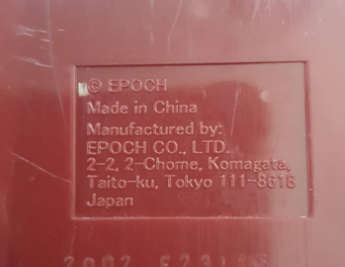 © EPOCH
Made in China
Manufactured by:
EPOCH CO., LTD.
2-2, 2-Chome, Komagata,
Taito-ku, Tokyo 111-8618
Japan